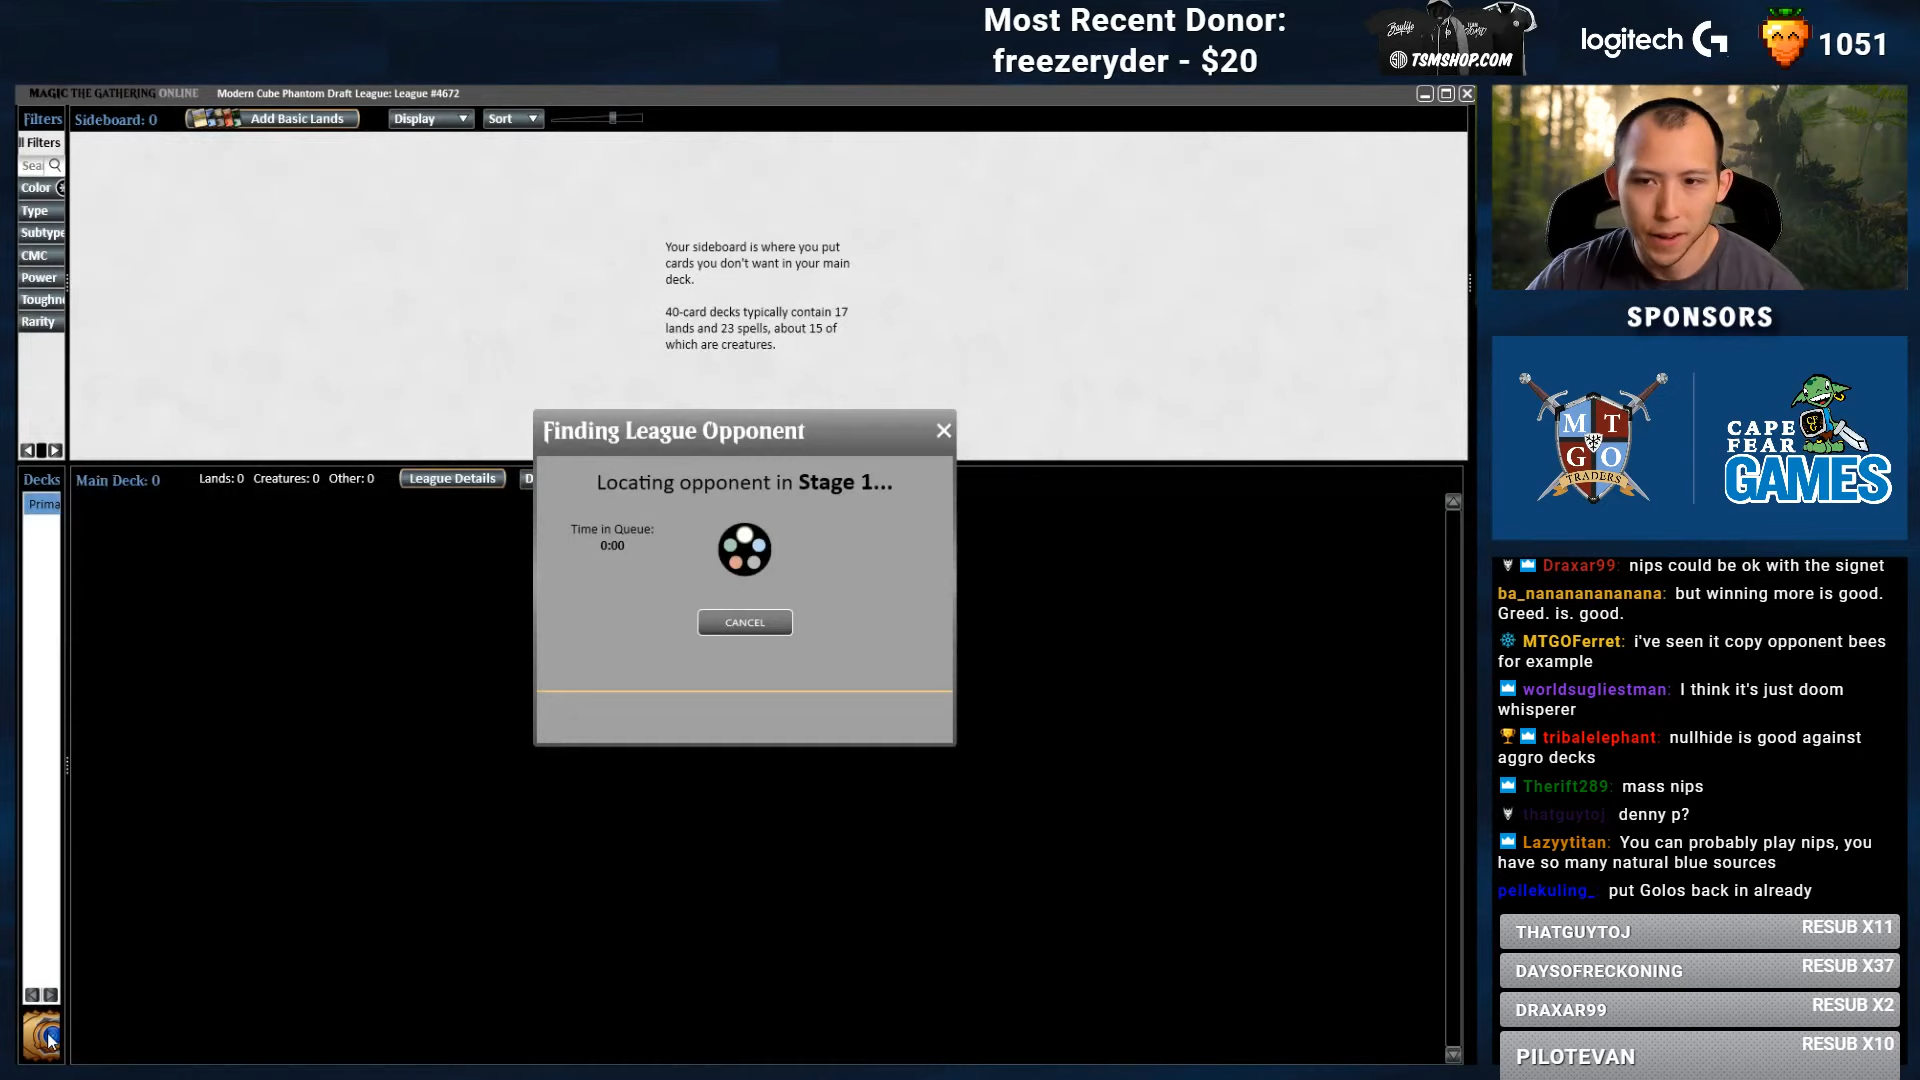 Most Recent Donor:
freezeryder - $20
TSMSHOP.COM
logitech G
1051
MAGIC THE GATHERING ONLINE
Modern Cube Phantom Draft League: League #4672
Filters
Sideboard: 0
Add Basic Lands
Display
Sort
ll Filters
Sea
Color
Type
Subtype
CMC
Power
Toughn
Rarity
Your sideboard is where you put
cards you don't want in your main
deck.
40-card decks typically contain 17
lands and 23 spells, about 15 of
which are creatures.
Finding League Opponent
Locating opponent in Stage 1...
Time in Queue:
0:00
CANCEL
Decks
Prima
Main Deck: 0
Lands: 0 Creatures: 0 Other: 0
League Details
D
SPONSORS
M T
G O
TRADERS
CAPE
FEAR
GAMES
Draxar99: nips could be ok with the signet
ba_nananananana: but winning more is good.
Greed. is. good.
MTGOFerret: i've seen it copy opponent bees
for example
worldsugliestman: I think it's just doom
whisperer
tribalelephant: nullhide is good against
aggro decks
Therift289: mass nips
thatguytoj denny p?
Lazyytitan: You can probably play nips, you
have so many natural blue sources
pellekuling_ put Golos back in already
THATGUYTOJ RESUB X11
DAYSOFRECKONING RESUB X37
DRAXAR99 RESUB X2
PILOTEVAN RESUB X10